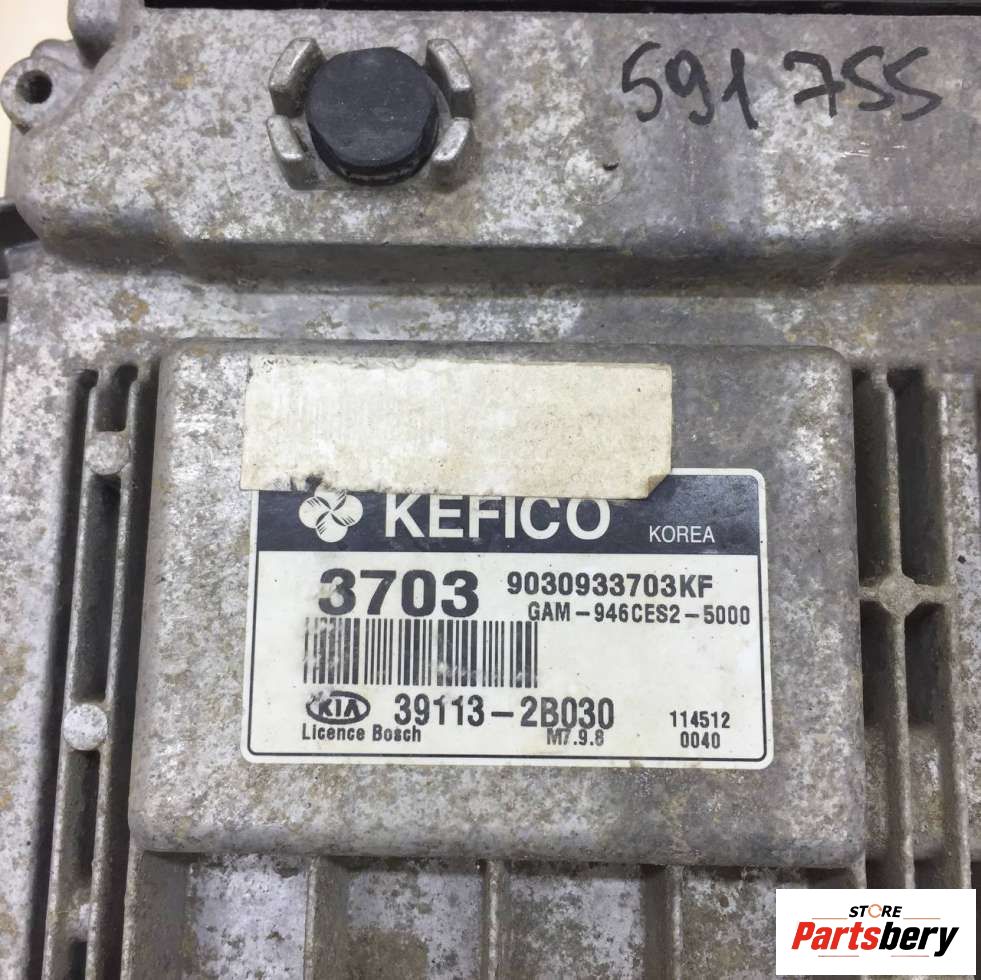 591 755
KEFICO KOREA
3703 9030933703KF
GAM-946CES2-5000
KIA 39113-2B030 114512
Licence Bosch M7.9.8 0040
STORE
Partsbery